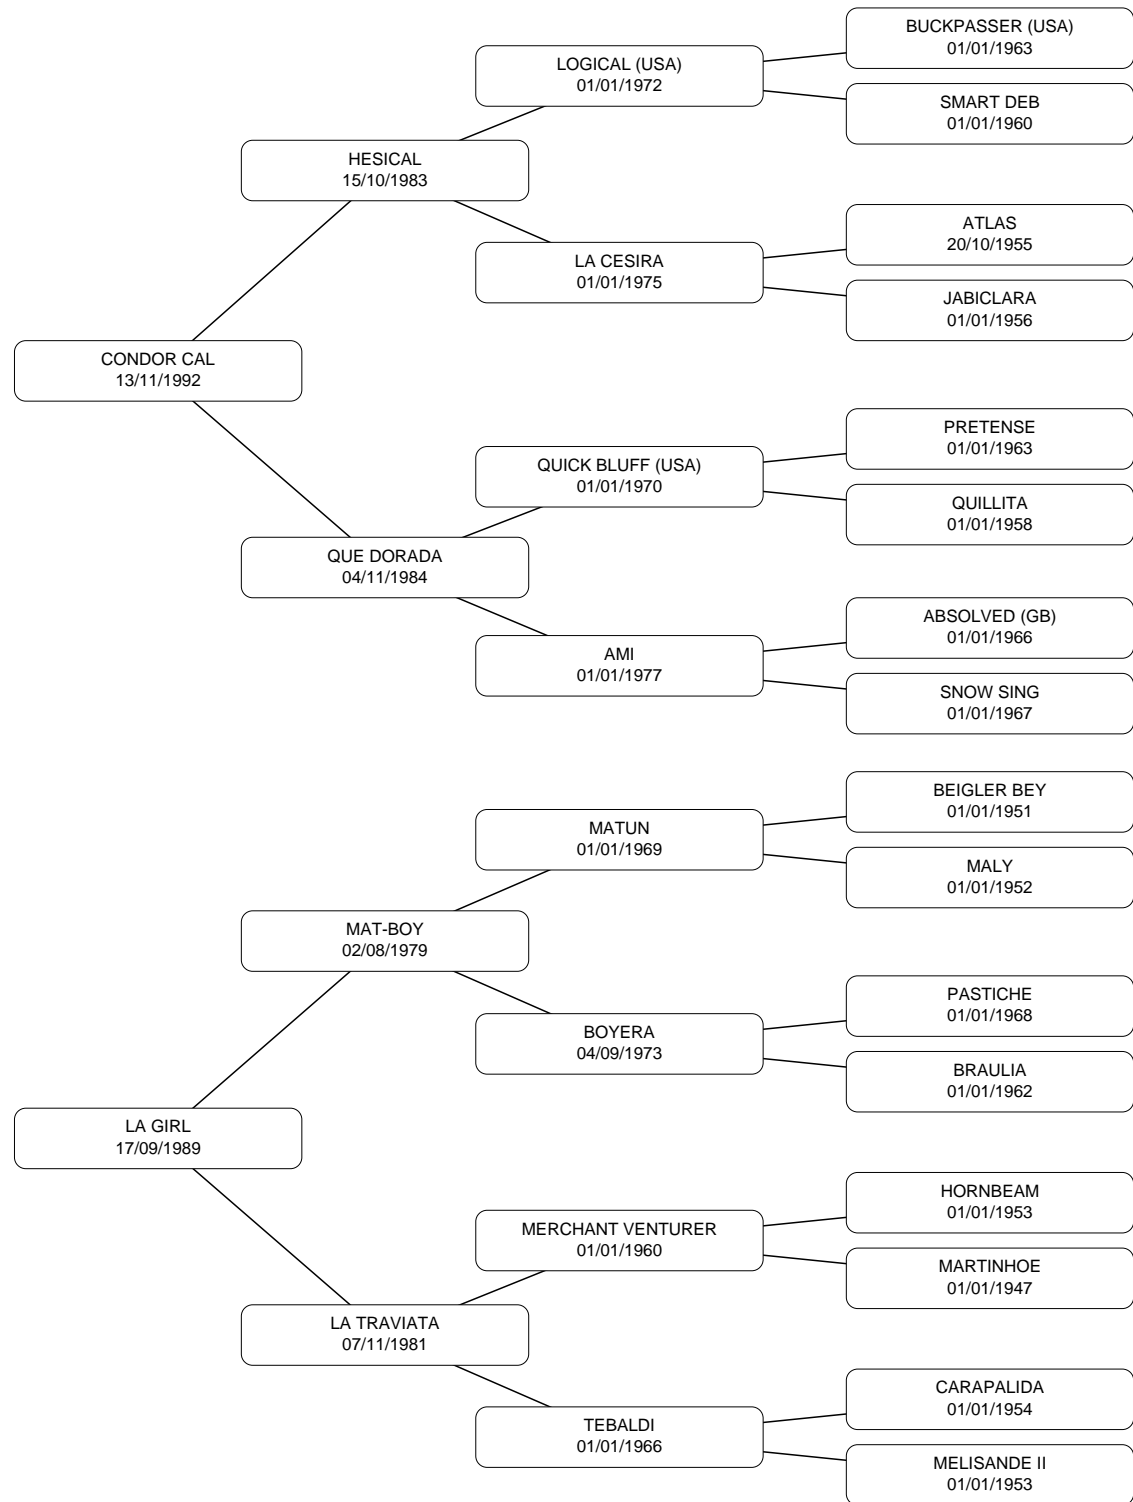 BUCKPASSER (USA)
01/01/1963
LOGICAL (USA)
01/01/1972
SMART DEB
01/01/1960
HESICAL
15/10/1983
ATLAS
20/10/1955
LA CESIRA
01/01/1975
JABICLARA
01/01/1956
CONDOR CAL
13/11/1992
PRETENSE
01/01/1963
QUICK BLUFF (USA)
01/01/1970
QUILLITA
01/01/1958
QUE DORADA
04/11/1984
ABSOLVED (GB)
01/01/1966
AMI
01/01/1977
SNOW SING
01/01/1967
BEIGLER BEY
01/01/1951
MATUN
01/01/1969
MALY
01/01/1952
MAT-BOY
02/08/1979
PASTICHE
01/01/1968
BOYERA
04/09/1973
BRAULIA
01/01/1962
LA GIRL
17/09/1989
HORNBEAM
01/01/1953
MERCHANT VENTURER
01/01/1960
MARTINHOE
01/01/1947
LA TRAVIATA
07/11/1981
CARAPALIDA
01/01/1954
TEBALDI
01/01/1966
MELISANDE II
01/01/1953